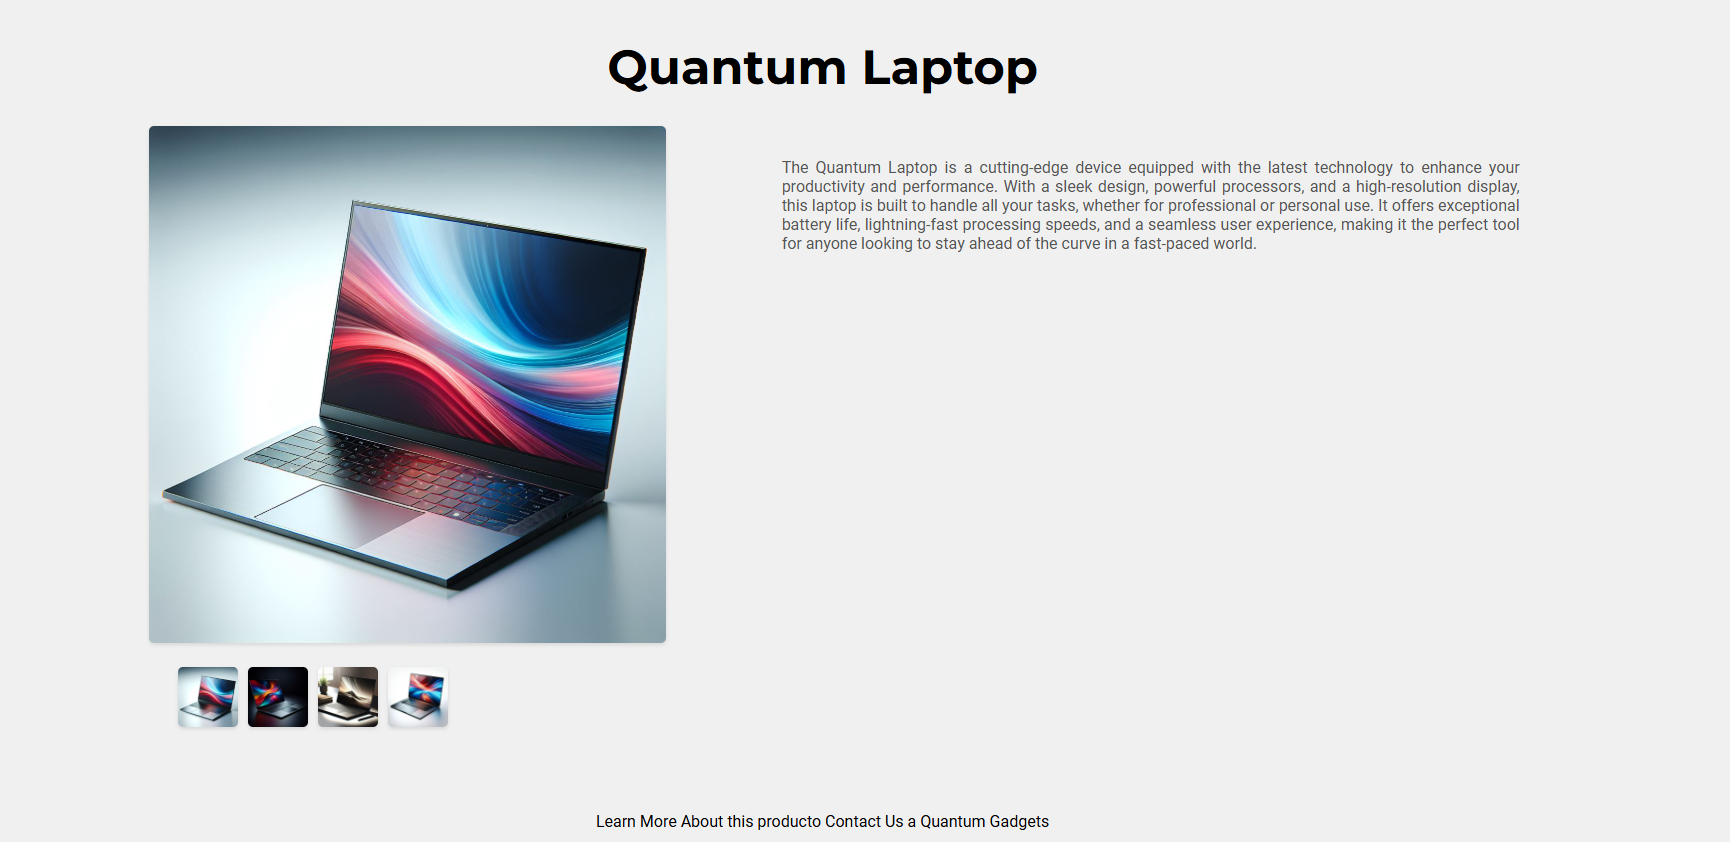 Quantum Laptop
The Quantum Laptop is a cutting-edge device equipped with the latest technology to enhance your
productivity and performance. With a sleek design, powerful processors, and a high-resolution display,
this laptop is built to handle all your tasks, whether for professional or personal use. It offers exceptional
battery life, lightning-fast processing speeds, and a seamless user experience, making it the perfect tool
for anyone looking to stay ahead of the curve in a fast-paced world.
Learn More About this producto Contact Us a Quantum Gadgets